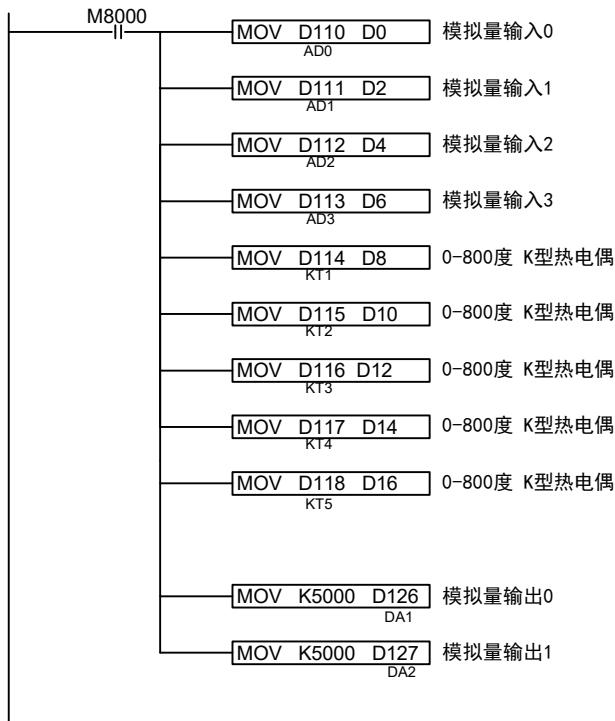 M8000
MOV D110 D0 模拟量输入0
AD0
MOV D111 D2 模拟量输入1
AD1
MOV D112 D4 模拟量输入2
AD2
MOV D113 D6 模拟量输入3
AD3
MOV D114 D8 0-800度 K型热电偶
KT1
MOV D115 D10 0-800度 K型热电偶
KT2
MOV D116 D12 0-800度 K型热电偶
KT3
MOV D117 D14 0-800度 K型热电偶
KT4
MOV D118 D16 0-800度 K型热电偶
KT5
MOV K5000 D126 模拟量输出0
DA1
MOV K5000 D127 模拟量输出1
DA2